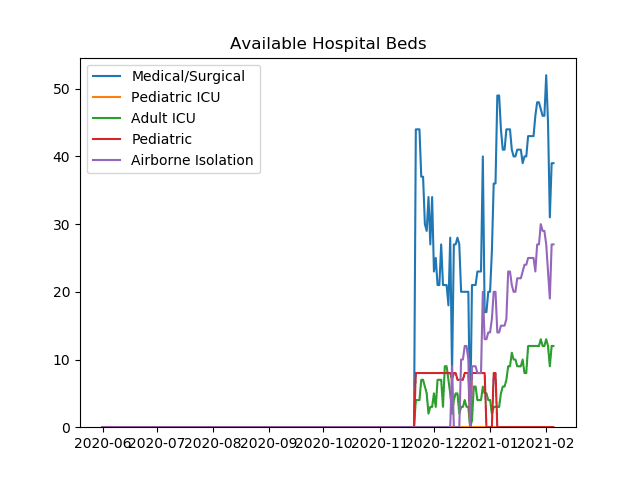 Available Hospital Beds
Medical/Surgical
Pediatric ICU
Adult ICU
Pediatric
Airborne Isolation
50
40
30
20
10
0
2020-06 2020-07 2020-08 2020-09 2020-10 2020-11 2020-12 2021-01 2021-02